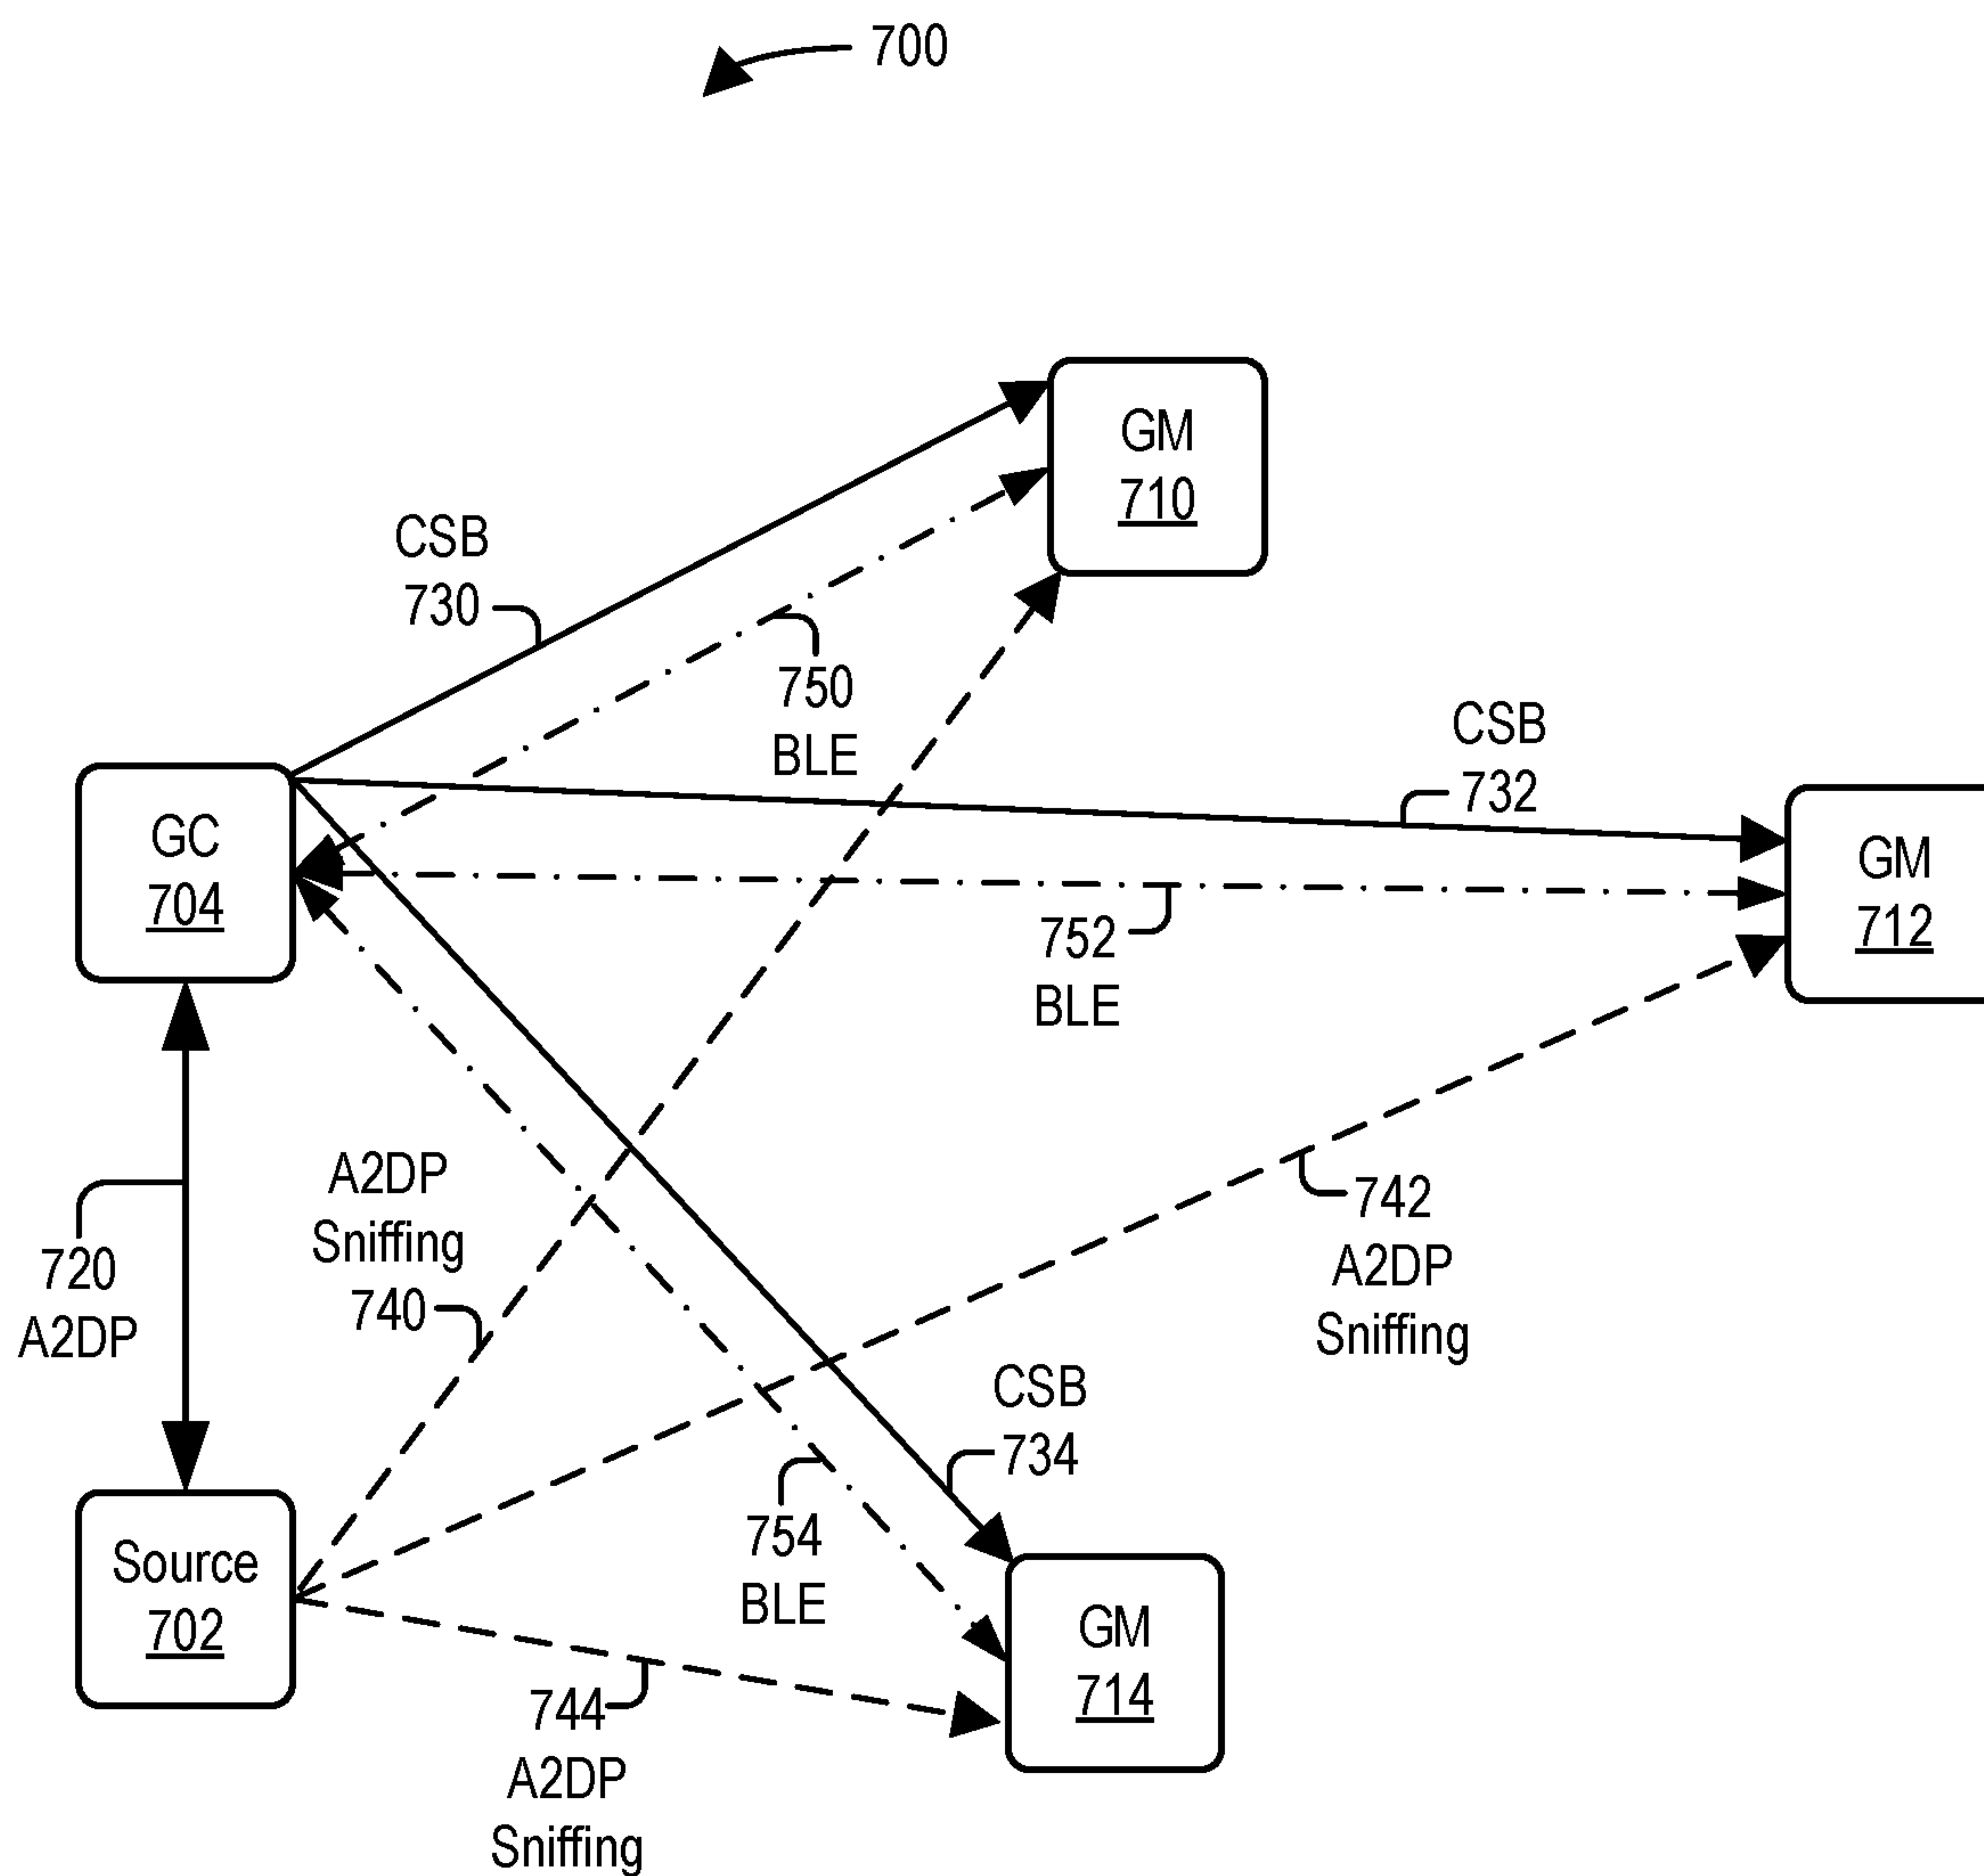 700
GM
710
CSB
730
750
BLE
CSB
732
GC
704
GM
712
752
BLE
A2DP
Sniffing
740
742
A2DP
Sniffing
720
A2DP
CSB
734
754
BLE
Source
702
GM
714
744
A2DP
Sniffing